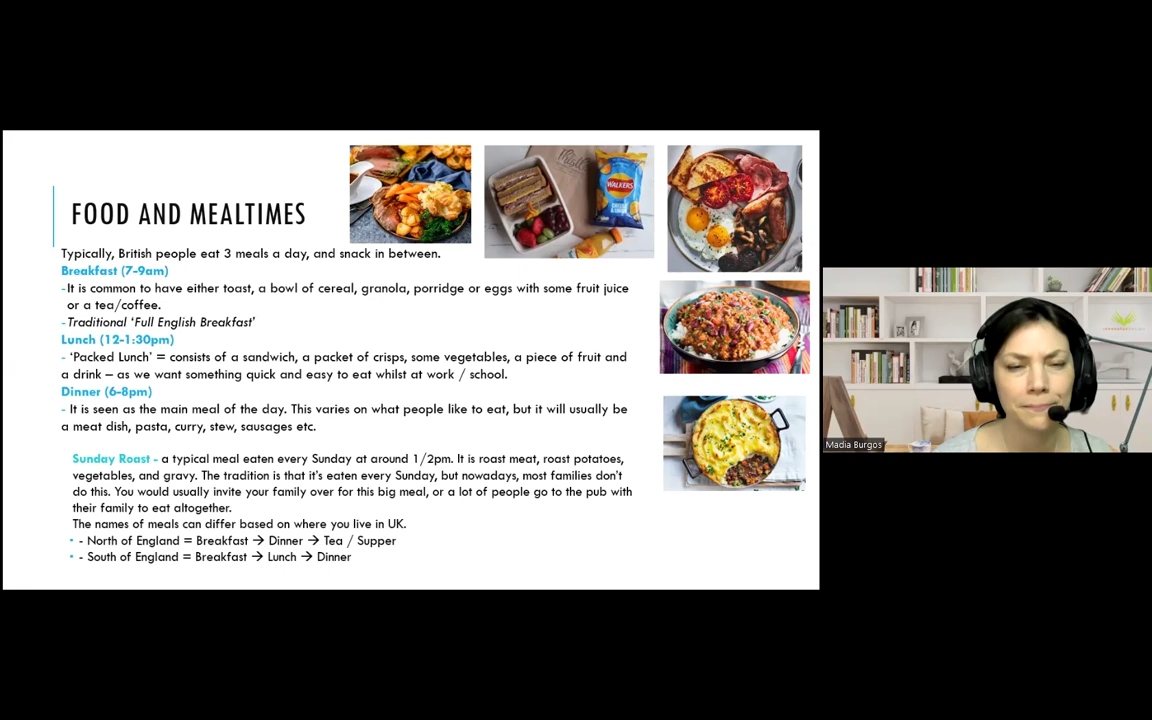 FOOD AND MEALTIMES
Typically, British people eat 3 meals a day, and snack in between.
Breakfast (7-9am)
-It is common to have either toast, a bowl of cereal, granola, porridge or eggs with some fruit juice
or a tea/coffee.
-Traditional ‘Full English Breakfast’
Lunch (12-1:30pm)
- ‘Packed Lunch’ = consists of a sandwich, a packet of crisps, some vegetables, a piece of fruit and
a drink – as we want something quick and easy to eat whilst at work / school.
Dinner (6-8pm)
- It is seen as the main meal of the day. This varies on what people like to eat, but it will usually be
a meat dish, pasta, curry, stew, sausages etc.
Sunday Roast - a typical meal eaten every Sunday at around 1/2pm. It is roast meat, roast potatoes,
vegetables, and gravy. The tradition is that it's eaten every Sunday, but nowadays, most families don't
do this. You would usually invite your family over for this big meal, or a lot of people go to the pub with
their family to eat altogether.
The names of meals can differ based on where you live in UK.
• - North of England = Breakfast → Dinner → Tea / Supper
• - South of England = Breakfast → Lunch → Dinner
WALKERS
Madia Burgos